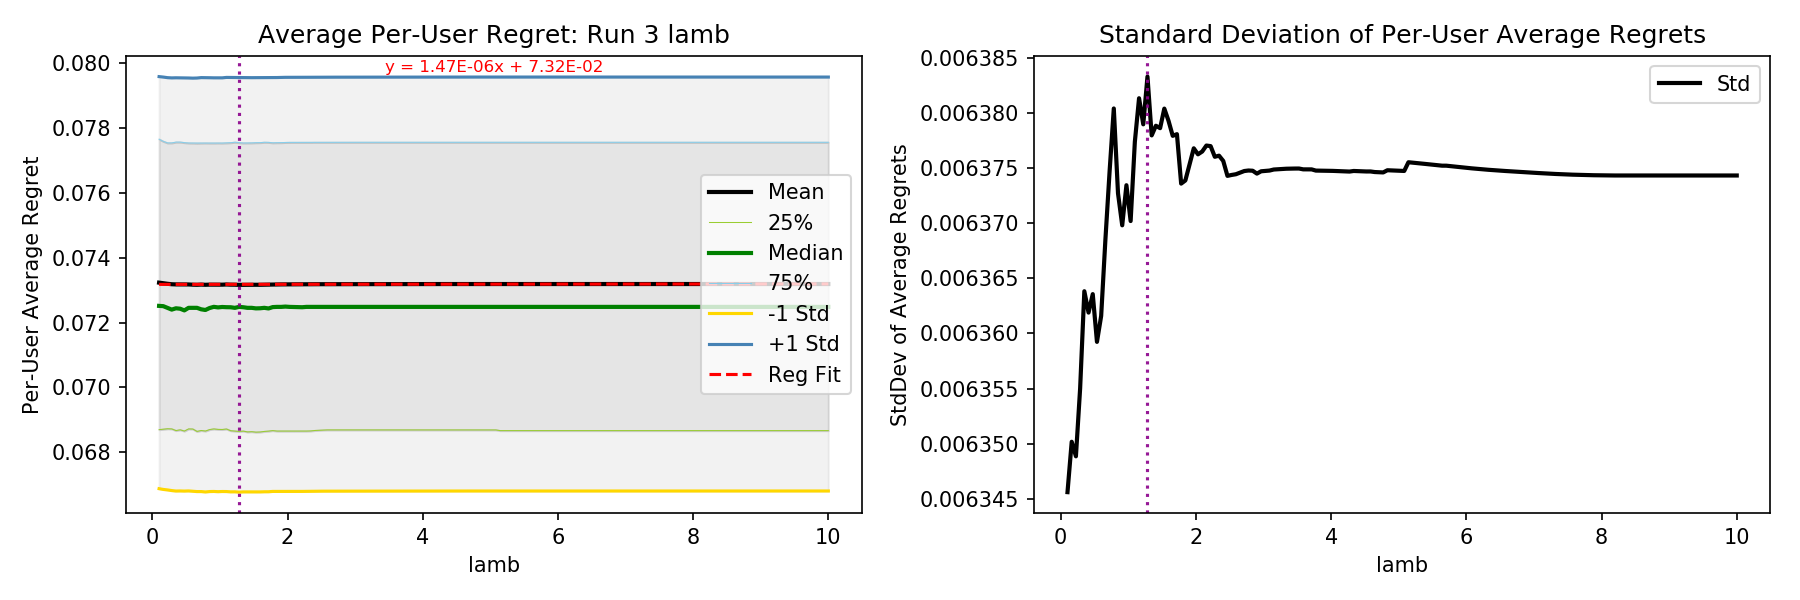 Average Per-User Regret: Run 3 lamb
y = 1.47E-06x + 7.32E-02
Per-User Average Regret
0.080
0.078
0.076
0.074
0.072
0.070
0.068
Mean
25%
Median
75%
-1 Std
+1 Std
Reg Fit
0 2 4 6 8 10
lamb
Standard Deviation of Per-User Average Regrets
StdDev of Average Regrets
0.006385
0.006380
0.006375
0.006370
0.006365
0.006360
0.006355
0.006350
0.006345
Std
0 2 4 6 8 10
lamb